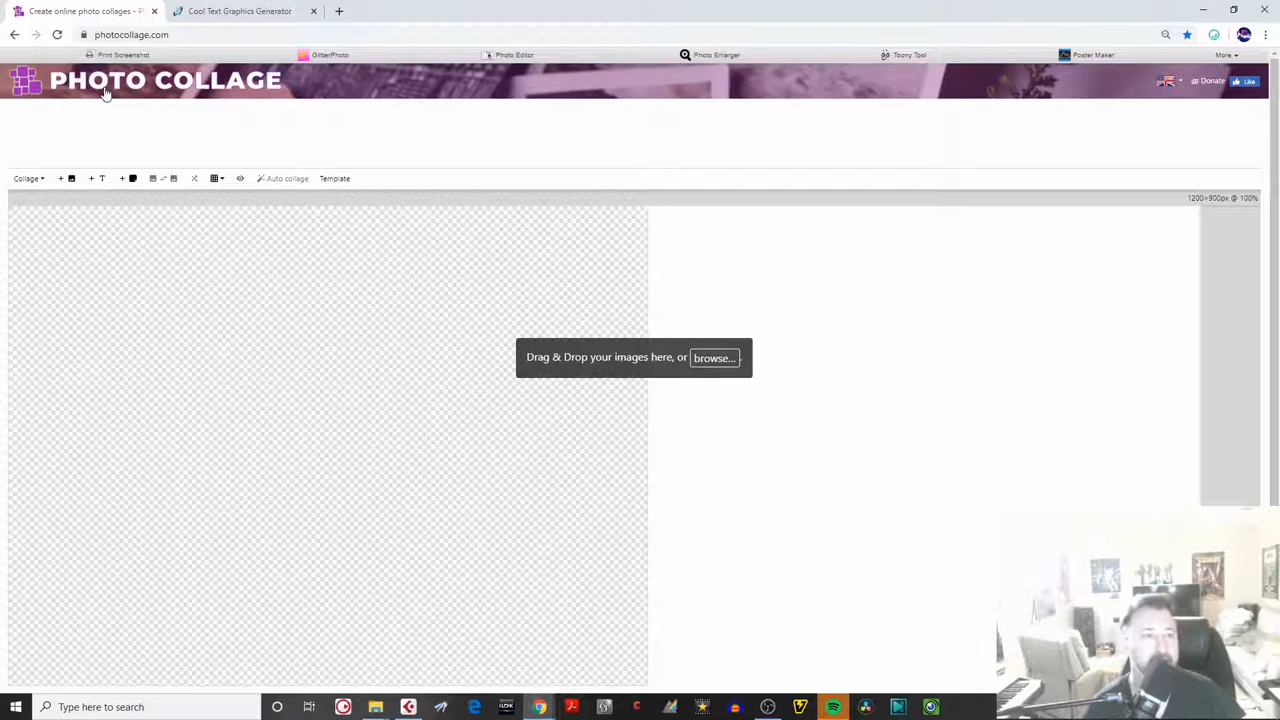 Create online photo collages - P
Cool Text Graphics Generator
photocollage.com
Print Screenshot
GlitterPhoto
Photo Editor
Photo Enlarger
Toony Tool
Poster Maker
More...
PHOTO COLLAGE
Donate
Like
Collage
+
+ T
+
Auto collage
Template
1200×900px @ 100%
Drag & Drop your images here, or browse... .
Type here to search